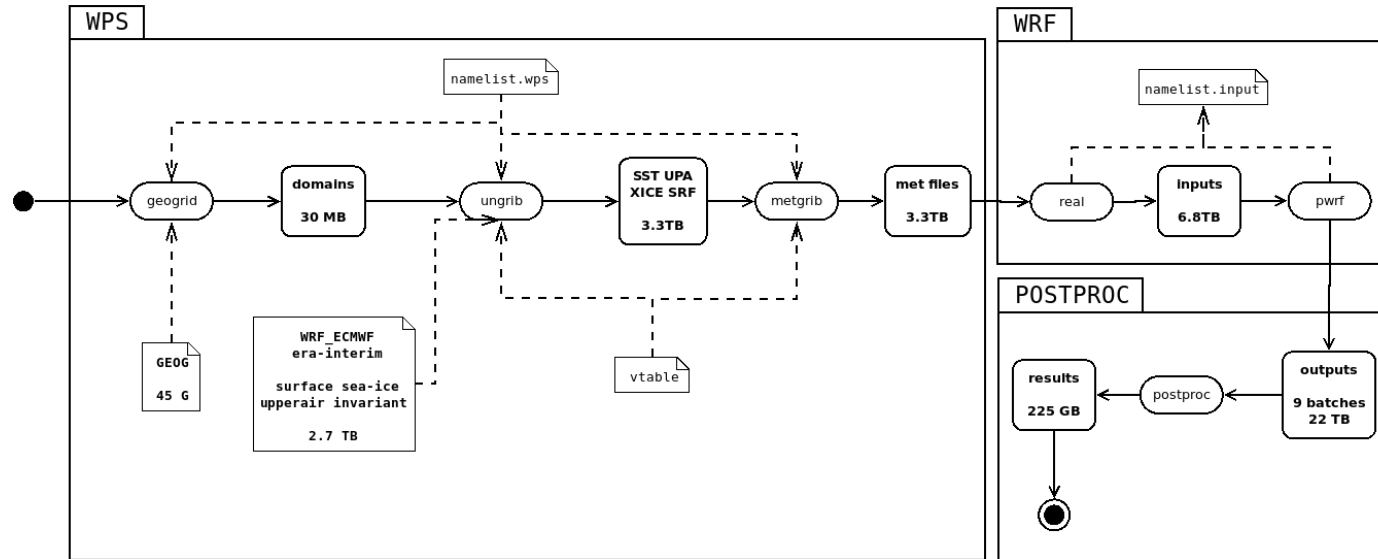 WPS
WRF
namelist.wps
namelist.input
geogrid
domains
30 MB
ungrib
SST UPA
XICE SRF
3.3TB
metgrib
met files
3.3TB
real
inputs
6.8TB
pwrf
POSTPROC
GEOG
45 G
WRF_ECMWF
era-interim
surface sea-ice
upperair invariant
2.7 TB
vtable
results
225 GB
postproc
outputs
9 batches
22 TB